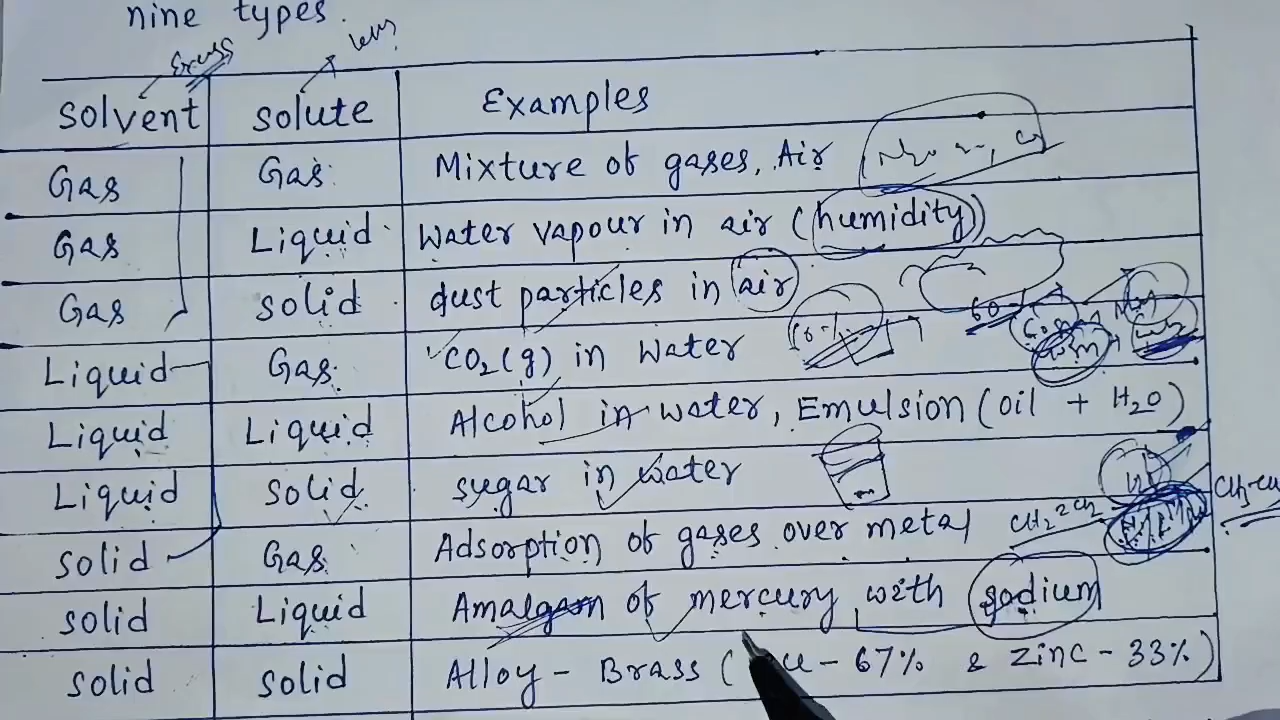 nine types.
Excess less
Solvent Solute Examples
Gas Gas Mixture of gases, Air
Gas Liquid Water vapour in air (humidity)
Gas Solid dust particles in air
Liquid Gas CO2(g) in Water
Liquid Liquid Alcohol in water, Emulsion (oil + H2O)
Liquid Solid sugar in water
Solid Gas Adsorption of gases over metal CH2=CH2
Solid Liquid Amalgam of mercury with sodium
Solid Solid Alloy - Brass ( u - 67% & Zinc - 33%)